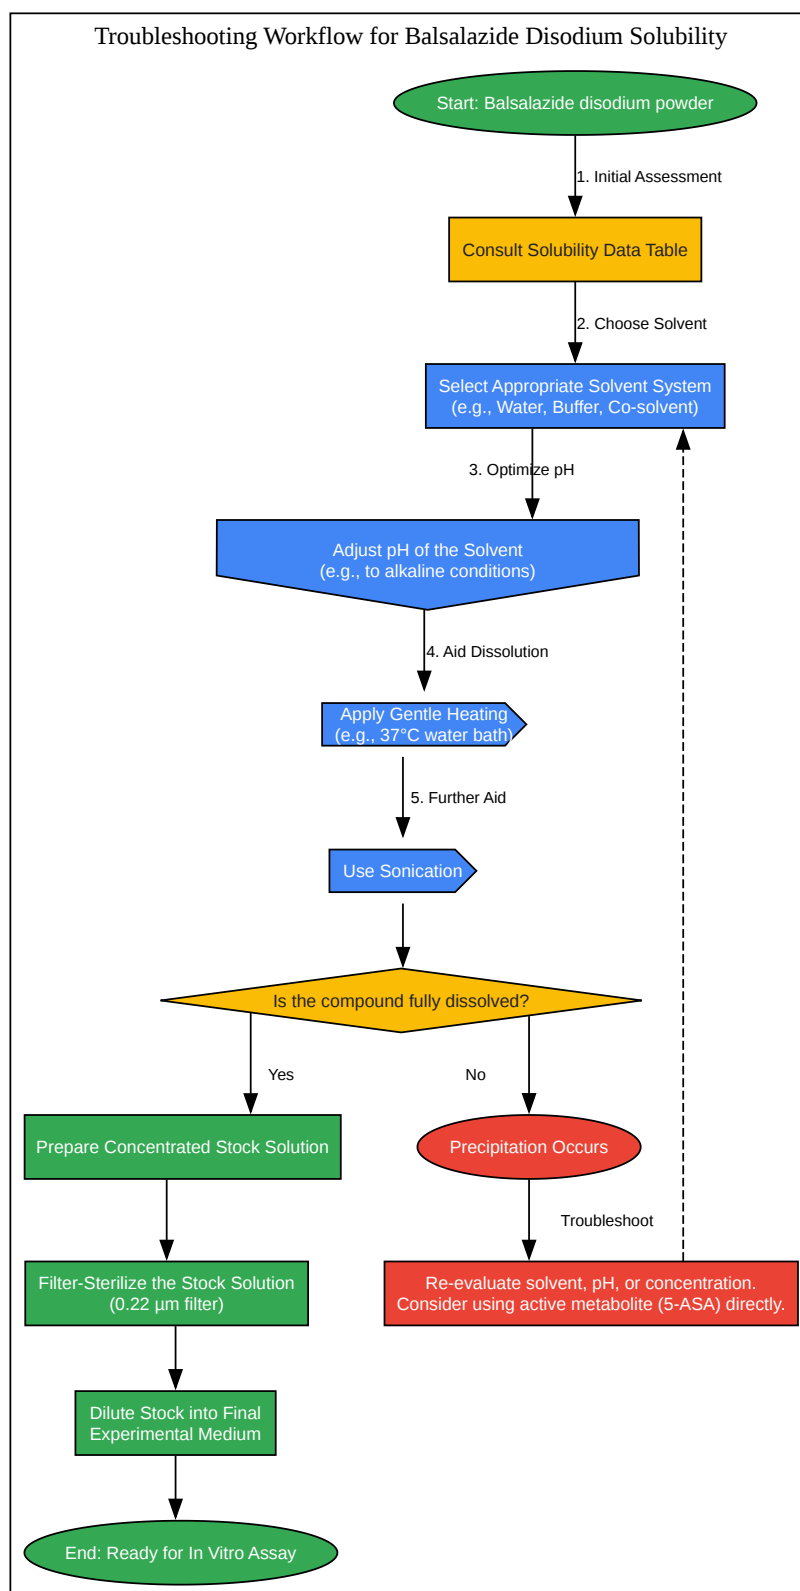 Troubleshooting Workflow for Balsalazide Disodium Solubility
Start: Balsalazide disodium powder
1. Initial Assessment
Consult Solubility Data Table
2. Choose Solvent
Select Appropriate Solvent System
(e.g., Water, Buffer, Co-solvent)
3. Optimize pH
Adjust pH of the Solvent
(e.g., to alkaline conditions)
4. Aid Dissolution
Apply Gentle Heating
(e.g., 37°C water bath)
5. Further Aid
Use Sonication
Is the compound fully dissolved?
Yes
No
Prepare Concentrated Stock Solution
Precipitation Occurs
Troubleshoot
Filter-Sterilize the Stock Solution
(0.22 µm filter)
Re-evaluate solvent, pH, or concentration.
Consider using active metabolite (5-ASA) directly.
Dilute Stock into Final
Experimental Medium
End: Ready for In Vitro Assay